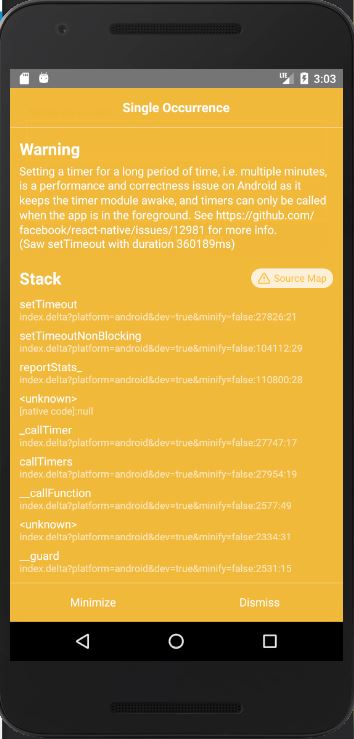 LTE 3:03
Single Occurrence
Warning
Setting a timer for a long period of time, i.e. multiple minutes,
is a performance and correctness issue on Android as it
keeps the timer module awake, and timers can only be called
when the app is in the foreground. See https://github.com/
facebook/react-native/issues/12981 for more info.
(Saw setTimeout with duration 360189ms)
Stack
Source Map
setTimeout
index.delta?platform=android&dev=true&minify=false:27826:21
setTimeoutNonBlocking
index.delta?platform=android&dev=true&minify=false:104112:29
reportStats_
index.delta?platform=android&dev=true&minify=false:110800:28
<unknown>
[native code]:null
_callTimer
index.delta?platform=android&dev=true&minify=false:27747:17
callTimers
index.delta?platform=android&dev=true&minify=false:27954:19
__callFunction
index.delta?platform=android&dev=true&minify=false:2577:49
<unknown>
index.delta?platform=android&dev=true&minify=false:2334:31
__guard
index.delta?platform=android&dev=true&minify=false:2531:15
Minimize Dismiss